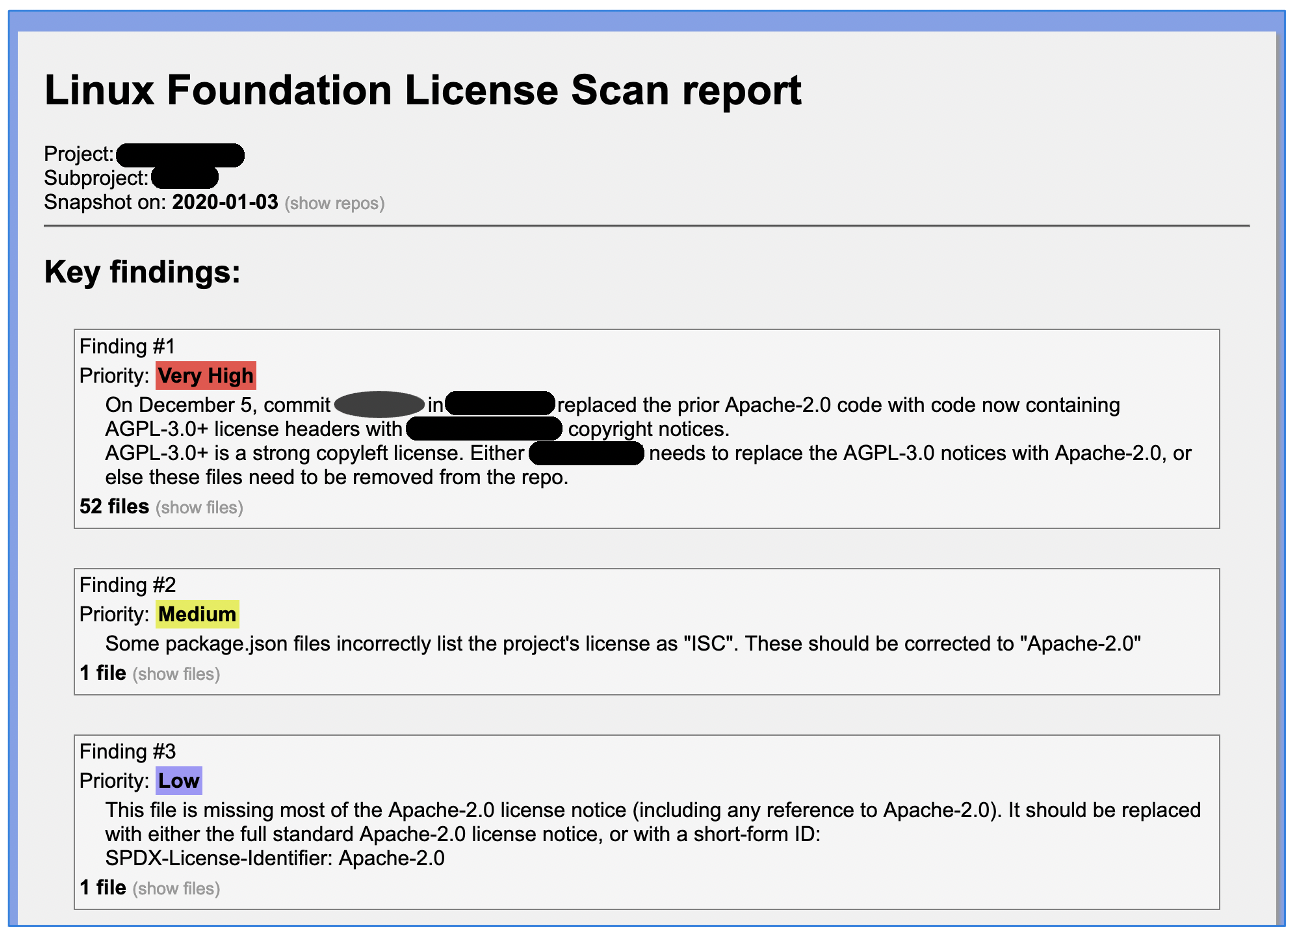 Linux Foundation License Scan report
Project:
Subproject:
Snapshot on: 2020-01-03 (show repos)
Key findings:
Finding #1
Priority: Very High
On December 5, commit in replaced the prior Apache-2.0 code with code now containing
AGPL-3.0+ license headers with copyright notices.
AGPL-3.0+ is a strong copyleft license. Either needs to replace the AGPL-3.0 notices with Apache-2.0, or
else these files need to be removed from the repo.
52 files (show files)
Finding #2
Priority: Medium
Some package.json files incorrectly list the project's license as "ISC". These should be corrected to "Apache-2.0"
1 file (show files)
Finding #3
Priority: Low
This file is missing most of the Apache-2.0 license notice (including any reference to Apache-2.0). It should be replaced
with either the full standard Apache-2.0 license notice, or with a short-form ID:
SPDX-License-Identifier: Apache-2.0
1 file (show files)